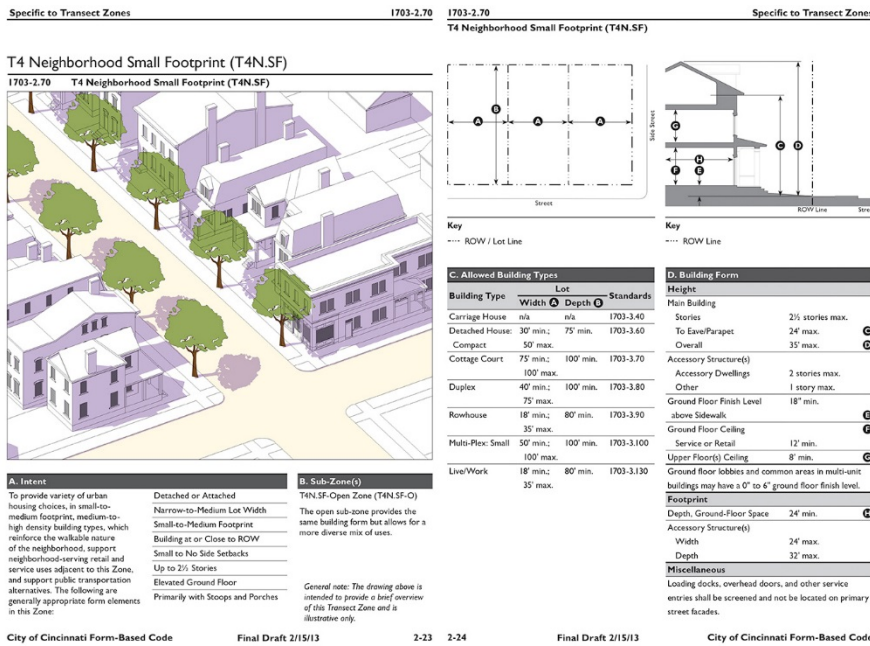 Specific to Transect Zones 1703-2.70
T4 Neighborhood Small Footprint (T4N.SF)
1703-2.70 T4 Neighborhood Small Footprint (T4N.SF)
A. Intent
To provide variety of urban
housing choices, in small-to-
medium footprint, medium-to-
high density building types, which
reinforce the walkable nature
of the neighborhood, support
neighborhood-serving retail and
service uses adjacent to this Zone,
and support public transportation
alternatives. The following are
generally appropriate form elements
in this Zone:
Detached or Attached
Narrow-to-Medium Lot Width
Small-to-Medium Footprint
Building at or Close to ROW
Small to No Side Setbacks
Up to 2½ Stories
Elevated Ground Floor
Primarily with Stoops and Porches
B. Sub-Zone(s)
T4N.SF-Open Zone (T4N.SF-O)
The open sub-zone provides the
same building form but allows for a
more diverse mix of uses.
General note: The drawing above is
intended to provide a brief overview
of this Transect Zone and is
illustrative only.
City of Cincinnati Form-Based Code Final Draft 2/15/13 2-23
1703-2.70 Specific to Transect Zones
T4 Neighborhood Small Footprint (T4N.SF)
B
A A A
Side Street
Street
Key
ROW / Lot Line
G
H
C D
F E
ROW Line Stre
Key
ROW Line
C. Allowed Building Types
Building Type Lot Standards
Width A Depth B
Carriage House n/a n/a 1703-3.40
Detached House: 30' min.; 75' min. 1703-3.60
Compact 50' max.
Cottage Court 75' min.; 100' min. 1703-3.70
100' max.
Duplex 40' min.; 100' min. 1703-3.80
75' max.
Rowhouse 18' min.; 80' min. 1703-3.90
35' max.
Multi-Plex: Small 50' min.; 100' min. 1703-3.100
100' max.
Live/Work 18' min.; 80' min. 1703-3.130
35' max.
D. Building Form
Height
Main Building
Stories 2½ stories max.
To Eave/Parapet 24' max. C
Overall 35' max. D
Accessory Structure(s)
Accessory Dwellings 2 stories max.
Other 1 story max.
Ground Floor Finish Level 18" min.
above Sidewalk E
Ground Floor Ceiling F
Service or Retail 12' min.
Upper Floor(s) Ceiling 8' min. G
Ground floor lobbies and common areas in multi-unit
buildings may have a 0" to 6" ground floor finish level.
Footprint
Depth, Ground-Floor Space 24' min. H
Accessory Structure(s)
Width 24' max.
Depth 32' max.
Miscellaneous
Loading docks, overhead doors, and other service
entries shall be screened and not be located on primary
street facades.
2-24 Final Draft 2/15/13 City of Cincinnati Form-Based Code